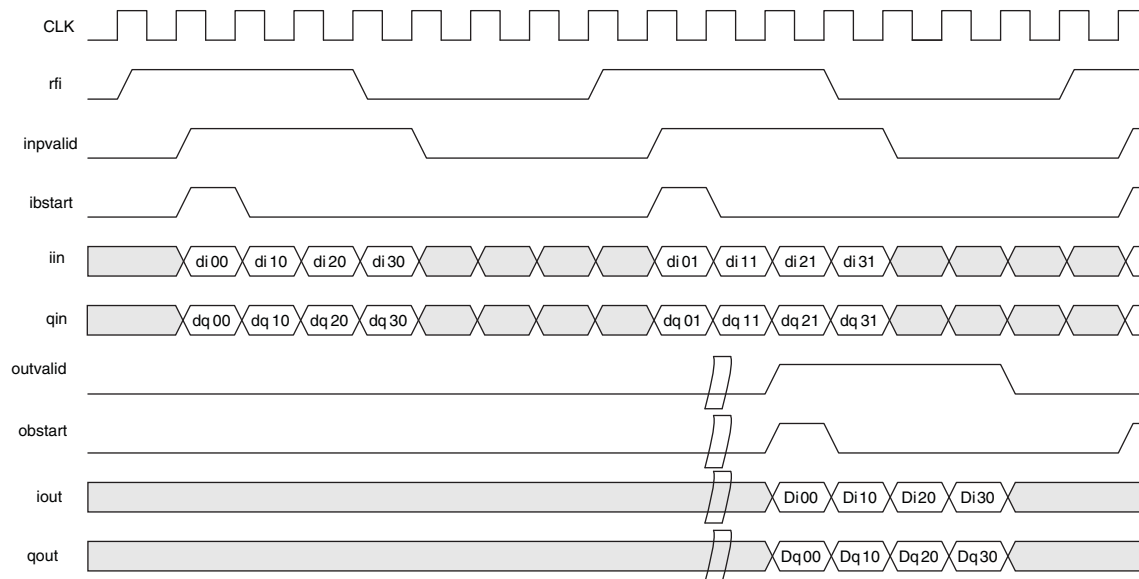 CLK
rfi
inpvalid
ibstart
iin di 00 di 10 di 20 di 30 di 01 di 11 di 21 di 31
qin dq 00 dq 10 dq 20 dq 30 dq 01 dq 11 dq 21 dq 31
outvalid
obstart
iout Di00 Di10 Di20 Di30
qout Dq00 Dq10 Dq20 Dq30